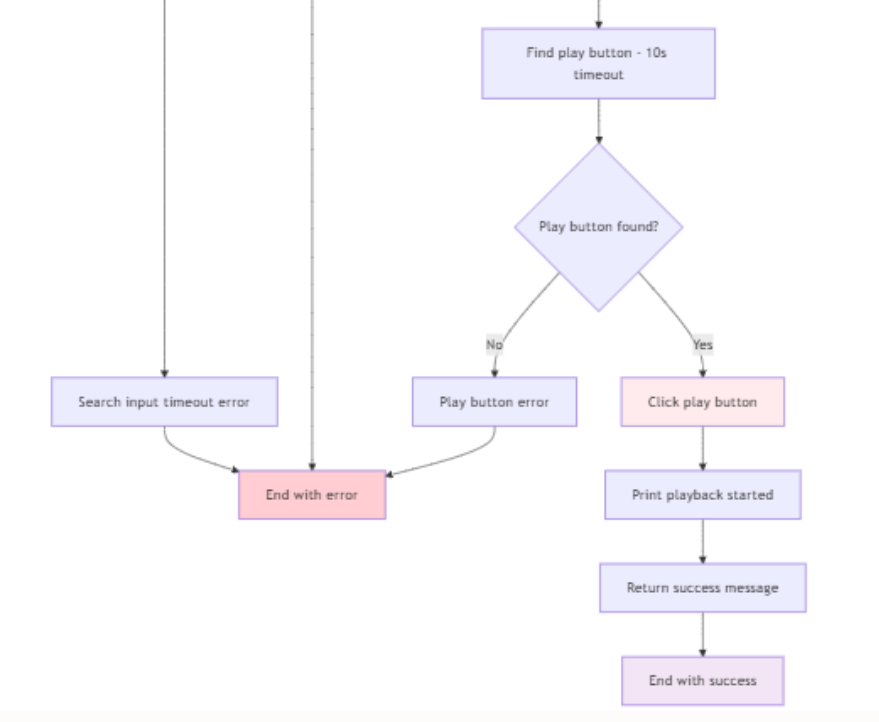 Find play button - 10s
timeout
Play button found?
No
Yes
Search input timeout error
Play button error
Click play button
End with error
Print playback started
Return success message
End with success